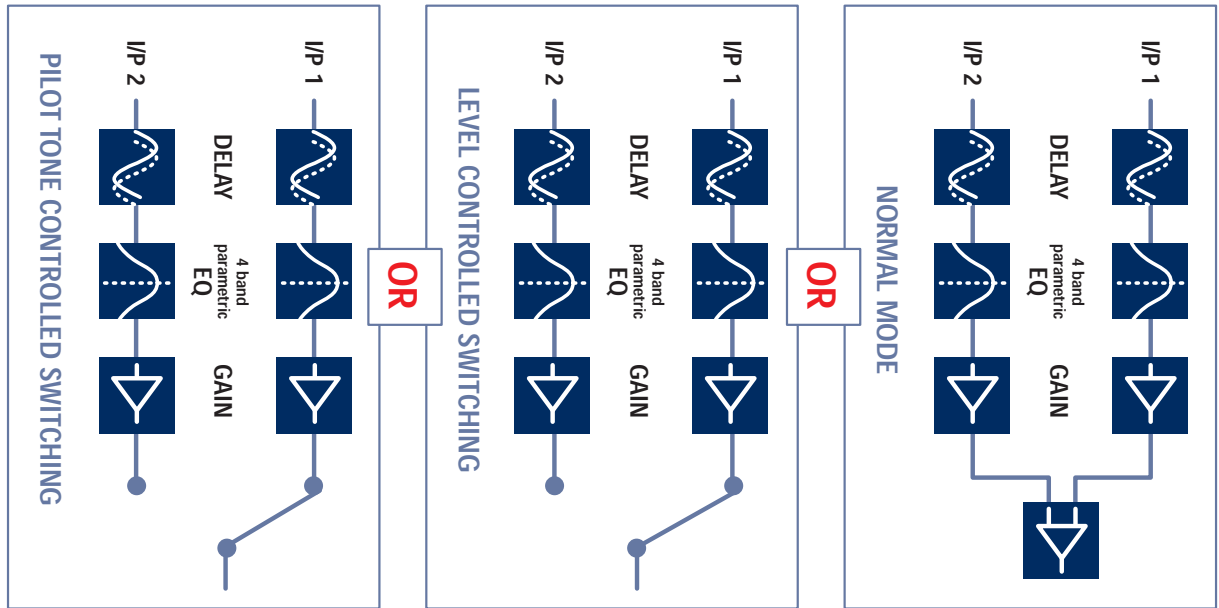 I/P 1
DELAY
4 band
parametric
EQ
GAIN
I/P 2
NORMAL MODE
OR
I/P 1
DELAY
4 band
parametric
EQ
GAIN
I/P 2
LEVEL CONTROLLED SWITCHING
OR
I/P 1
DELAY
4 band
parametric
EQ
GAIN
I/P 2
PILOT TONE CONTROLLED SWITCHING